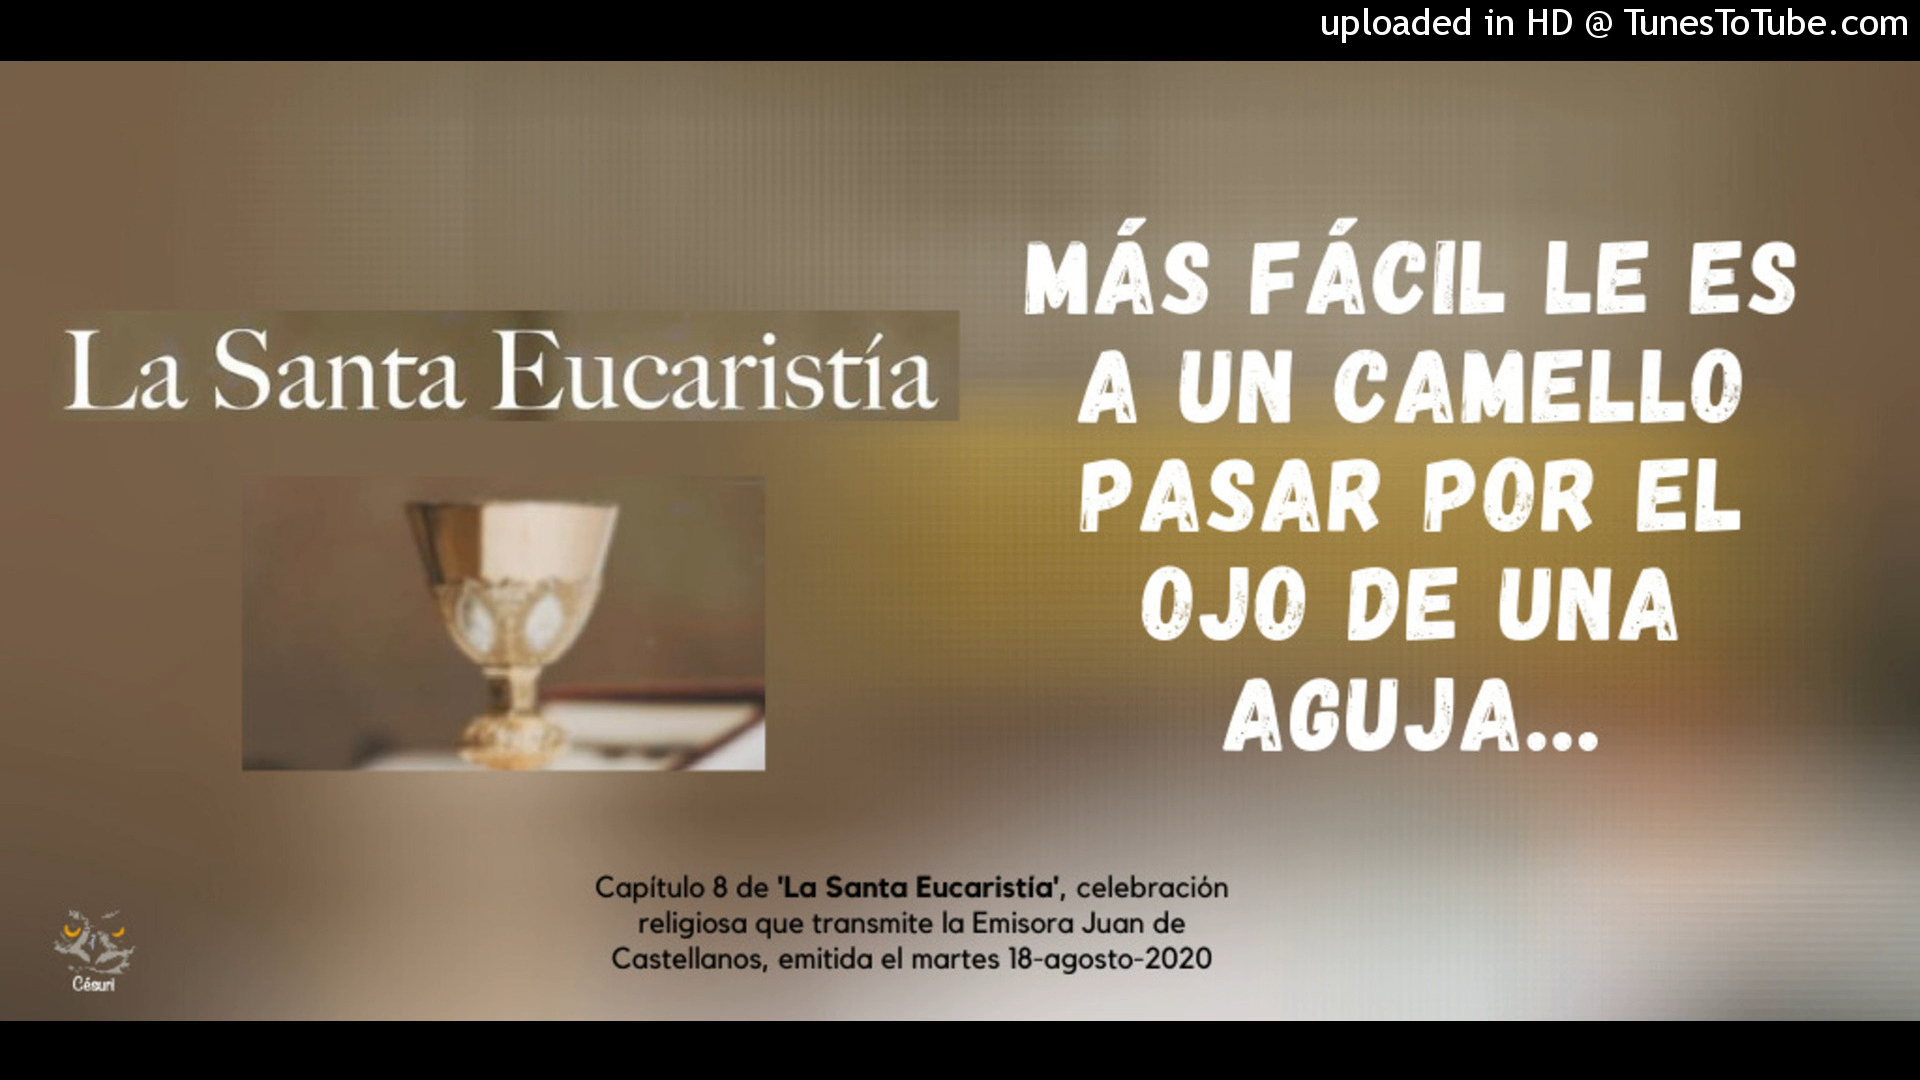 uploaded in HD @ TunesToTube.com
La Santa Eucaristía
MÁS FÁCIL LE ES
A UN CAMELLO
PASAR POR EL
OJO DE UNA
AGUJA...
Capítulo 8 de 'La Santa Eucaristía', celebración
religiosa que transmite la Emisora Juan de
Castellanos, emitida el martes 18-agosto-2020
Césuri